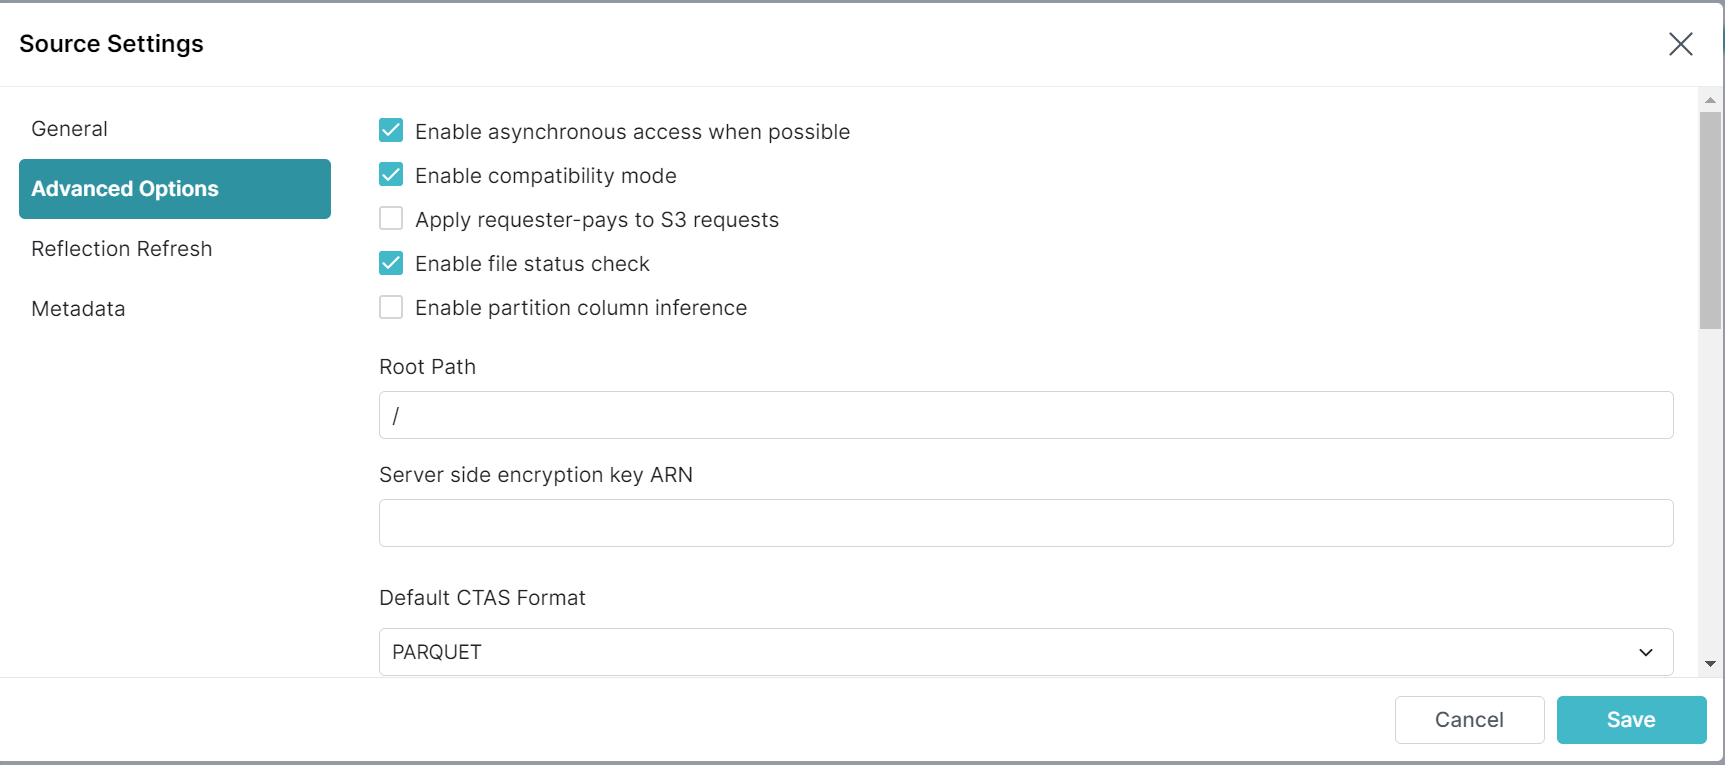 Source Settings
General
Advanced Options
Reflection Refresh
Metadata
Enable asynchronous access when possible
Enable compatibility mode
Apply requester-pays to S3 requests
Enable file status check
Enable partition column inference
Root Path
/
Server side encryption key ARN
Default CTAS Format
PARQUET
Cancel
Save